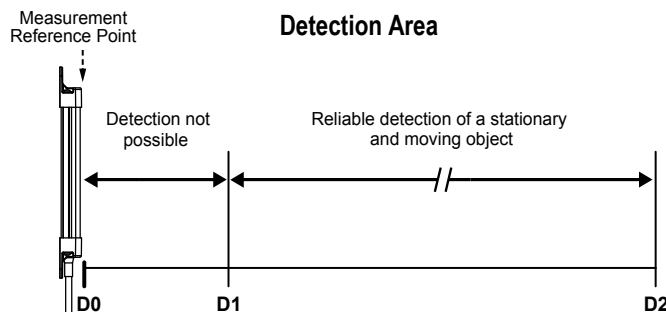 Measurement
Reference Point
Detection Area
Detection not
possible
Reliable detection of a stationary
and moving object
D0
D1
D2